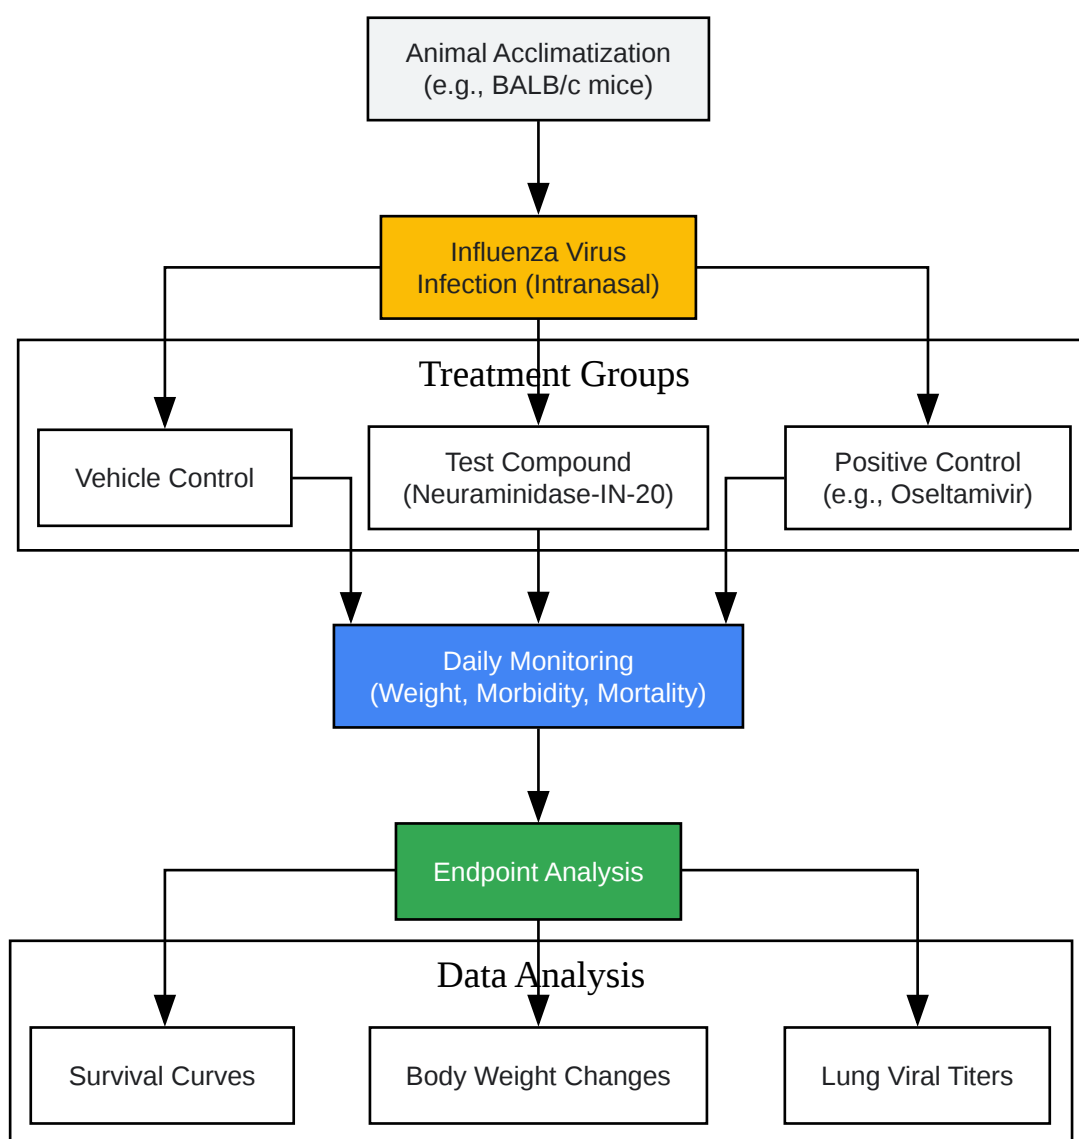 Animal Acclimatization
(e.g., BALB/c mice)
Influenza Virus
Infection (Intranasal)
Treatment Groups
Vehicle Control
Test Compound
(Neuraminidase-IN-20)
Positive Control
(e.g., Oseltamivir)
Daily Monitoring
(Weight, Morbidity, Mortality)
Endpoint Analysis
Data Analysis
Survival Curves
Body Weight Changes
Lung Viral Titers